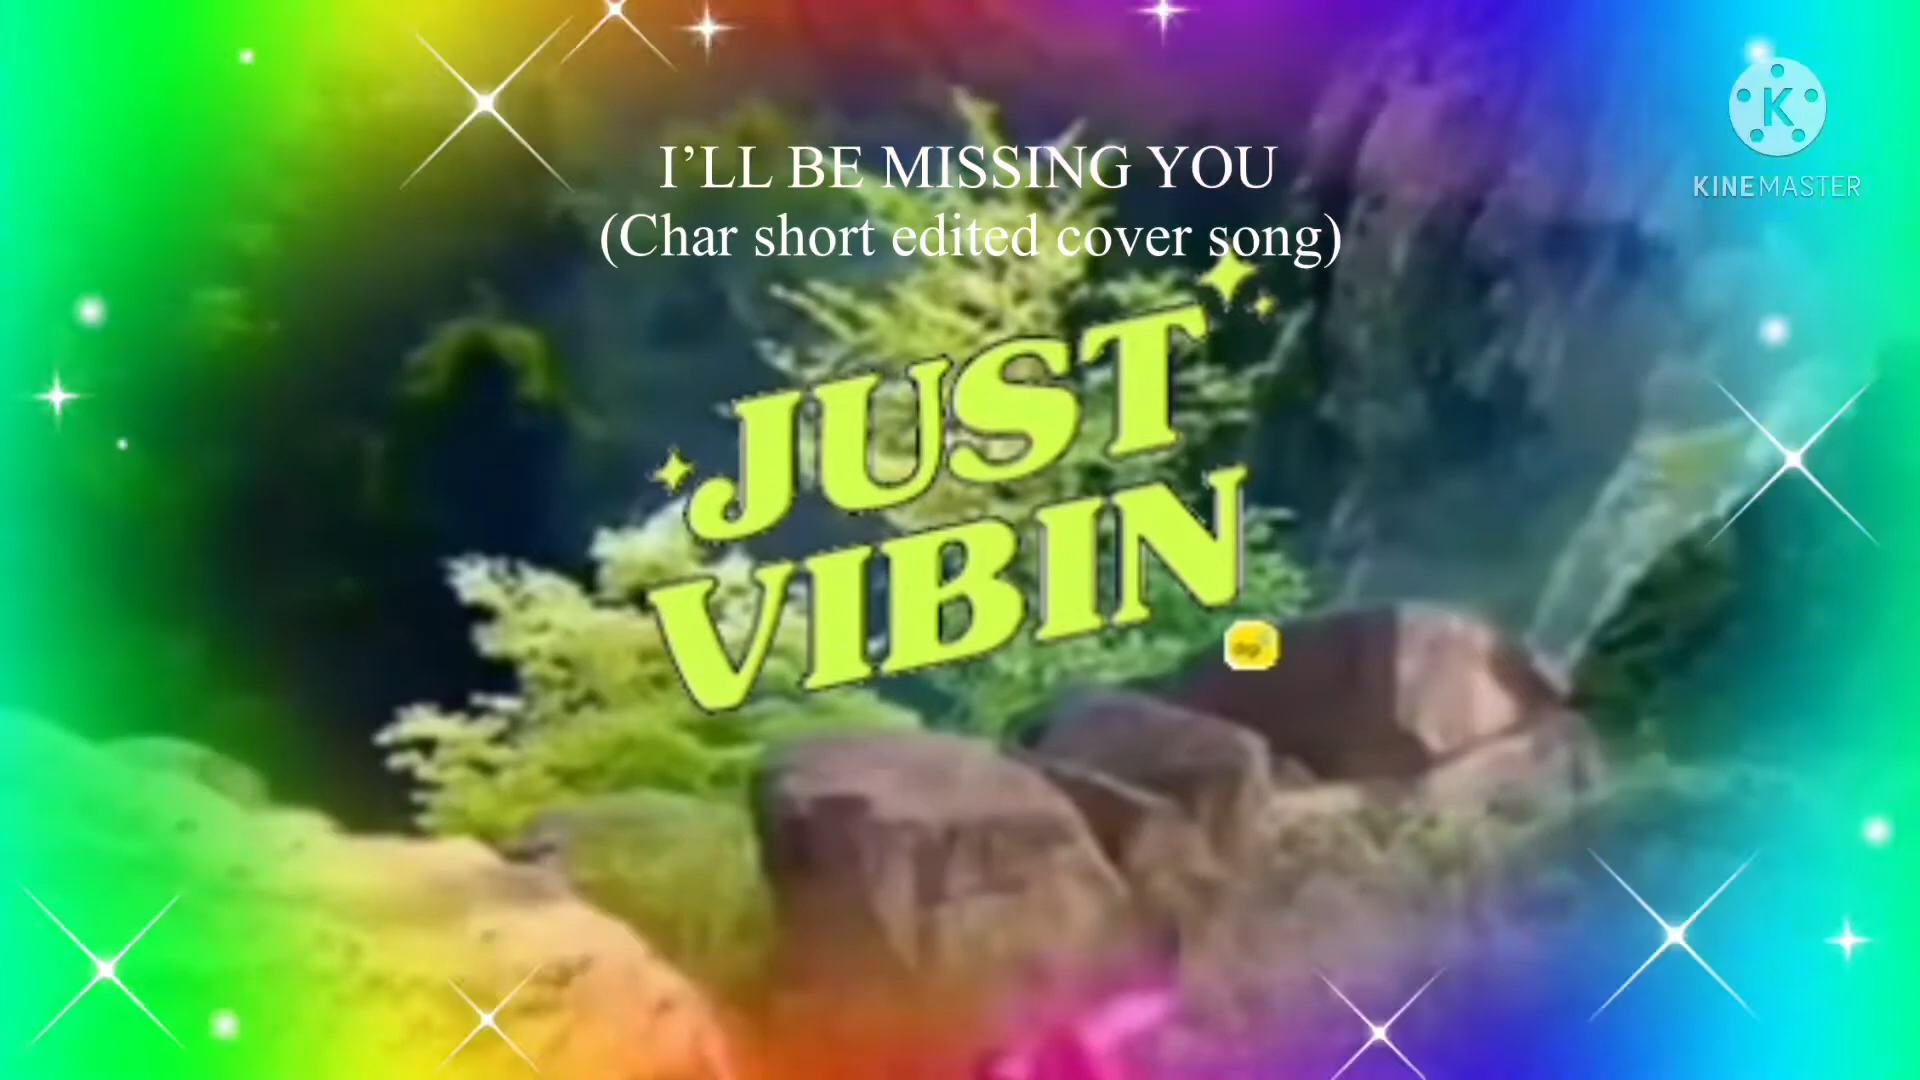 I’LL BE MISSING YOU
(Char short edited cover song)
K
KINEMASTER
JUST
VIBIN